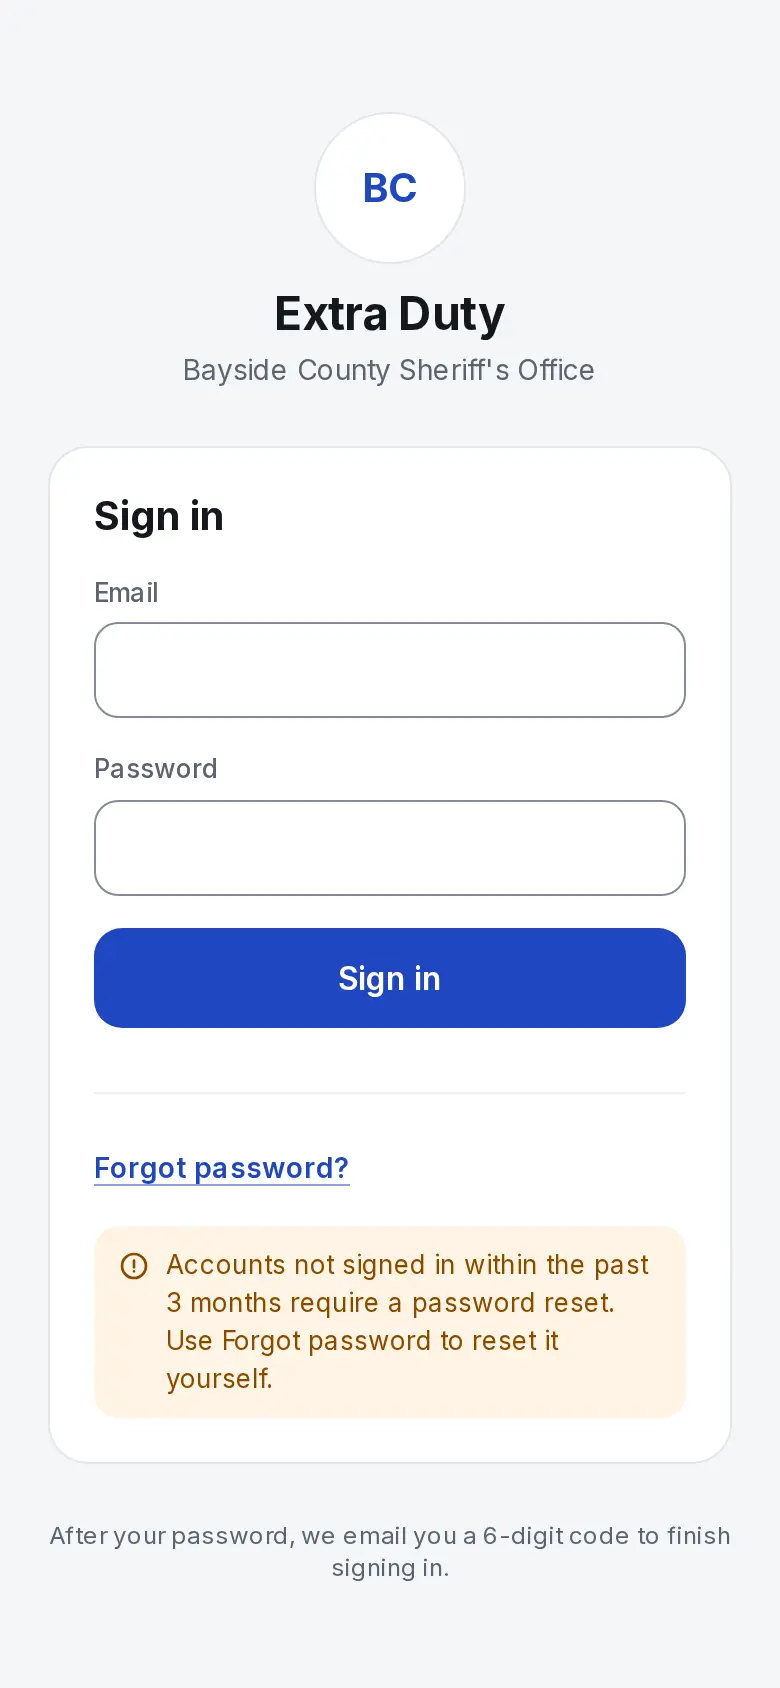 BC
Extra Duty
Bayside County Sheriff's Office
Sign in
Email
Password
Sign in
Forgot password?
Accounts not signed in within the past
3 months require a password reset.
Use Forgot password to reset it
yourself.
After your password, we email you a 6-digit code to finish
signing in.